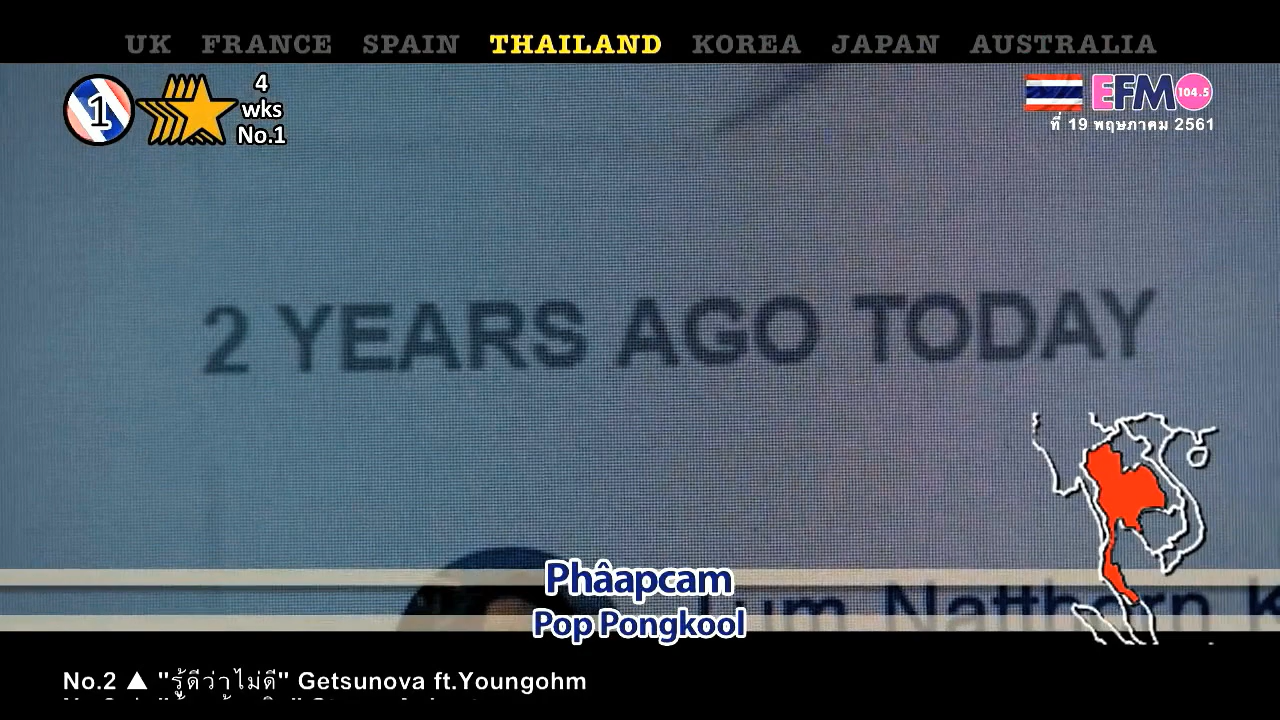 UK FRANCE SPAIN THAILAND KOREA JAPAN AUSTRALIA
1
4
wks
No.1
EFM 104.5
ที่ 19 พฤษภาคม 2561
2 YEARS AGO TODAY
Phâapcam
Tum Natthorn K
Pop Pongkool
No.2 ▲ "รู้ดีว่าไม่ดี" Getsunova ft.Youngohm